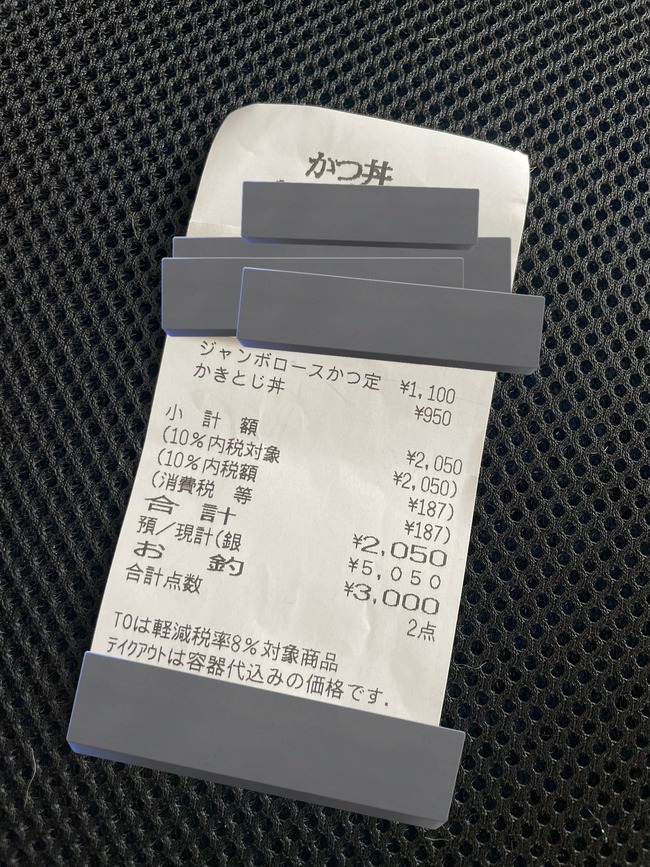 かつ丼
ジャンボロースかつ定 ¥1,100
かきとじ丼 ¥950
小計額 ¥2,050
(10%内税対象 ¥2,050)
(10%内税額 ¥187)
(消費税等 ¥187)
合計 ¥2,050
預/現計(銀 ¥5,050
お釣 ¥3,000
合計点数 2点
TOは軽減税率8%対象商品
テイクアウトは容器代込みの価格です.